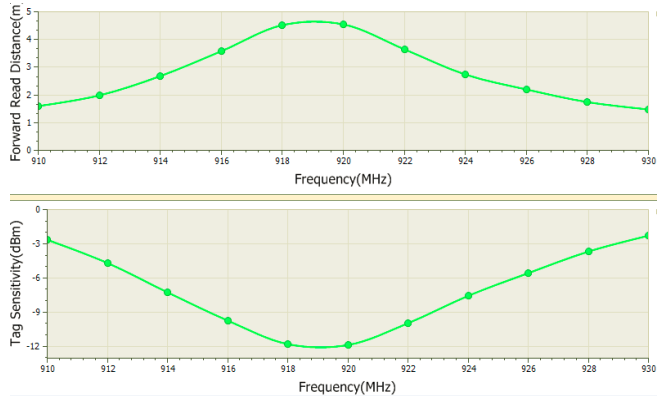 Forward Read Distance(m
5
4
3
2
1
0
910 912 914 916 918 920 922 924 926 928 930
Frequency(MHz)
Tag Sensitivity(dBm)
0
-3
-6
-9
-12
910 912 914 916 918 920 922 924 926 928 930
Frequency(MHz)